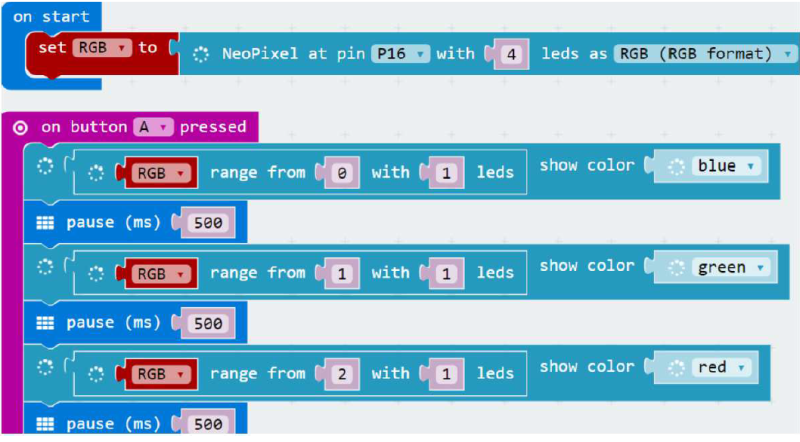 on start
set RGB to NeoPixel at pin P16 with 4 leds as RGB (RGB format)
on button A pressed
RGB range from 0 with 1 leds show color blue
pause (ms) 500
RGB range from 1 with 1 leds show color green
pause (ms) 500
RGB range from 2 with 1 leds show color red
pause (ms) 500